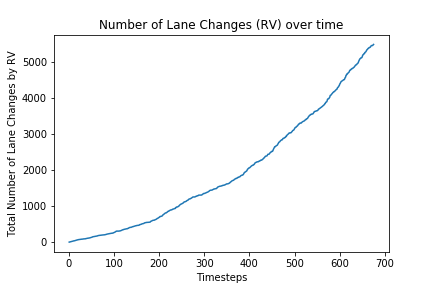 Number of Lane Changes (RV) over time
Total Number of Lane Changes by RV
5000
4000
3000
2000
1000
0
0 100 200 300 400 500 600 700
Timesteps